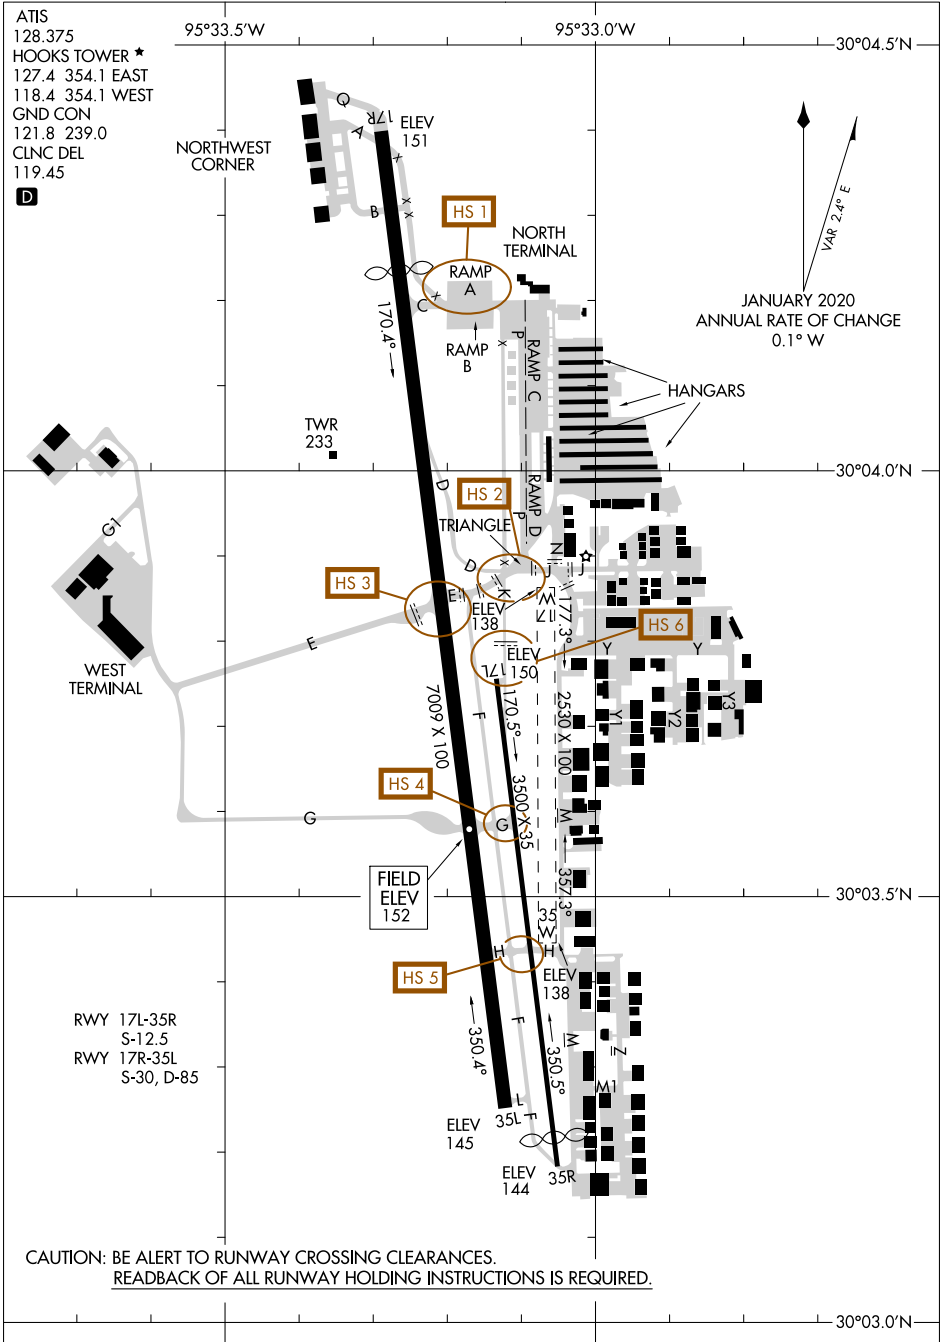 ATIS
128.375
HOOKS TOWER ★
127.4 354.1 EAST
118.4 354.1 WEST
GND CON
121.8 239.0
CLNC DEL
119.45
D
95°33.5'W
95°33.0'W
30°04.5'N
NORTHWEST
CORNER
Q
A
17R
ELEV
151
X
X
X
B
HS 1
NORTH
TERMINAL
RAMP
A
X
C
RAMP
B
X
P
RAMP C
170.4°
VAR 2.4° E
JANUARY 2020
ANNUAL RATE OF CHANGE
0.1° W
HANGARS
TWR
233
30°04.0'N
D
HS 2
P
RAMP D
TRIANGLE
G1
N
D
X
J
J
HS 3
E
K
ELEV
138
17W
177.3°
HS 6
E
WEST
TERMINAL
ELEV
150
17L
Y
Y
Y1
Y2
Y3
7009 X 100
F
170.5°
2530 X 100
HS 4
3500 X 35
G
G
M
FIELD
ELEV
152
357.3°
30°03.5'N
35
W
H
H
HS 5
ELEV
138
RWY 17L-35R
S-12.5
RWY 17R-35L
S-30, D-85
350.4°
F
350.5°
M
Z
M1
L
F
ELEV
145
35L
ELEV
144
35R
CAUTION: BE ALERT TO RUNWAY CROSSING CLEARANCES.
READBACK OF ALL RUNWAY HOLDING INSTRUCTIONS IS REQUIRED.
30°03.0'N